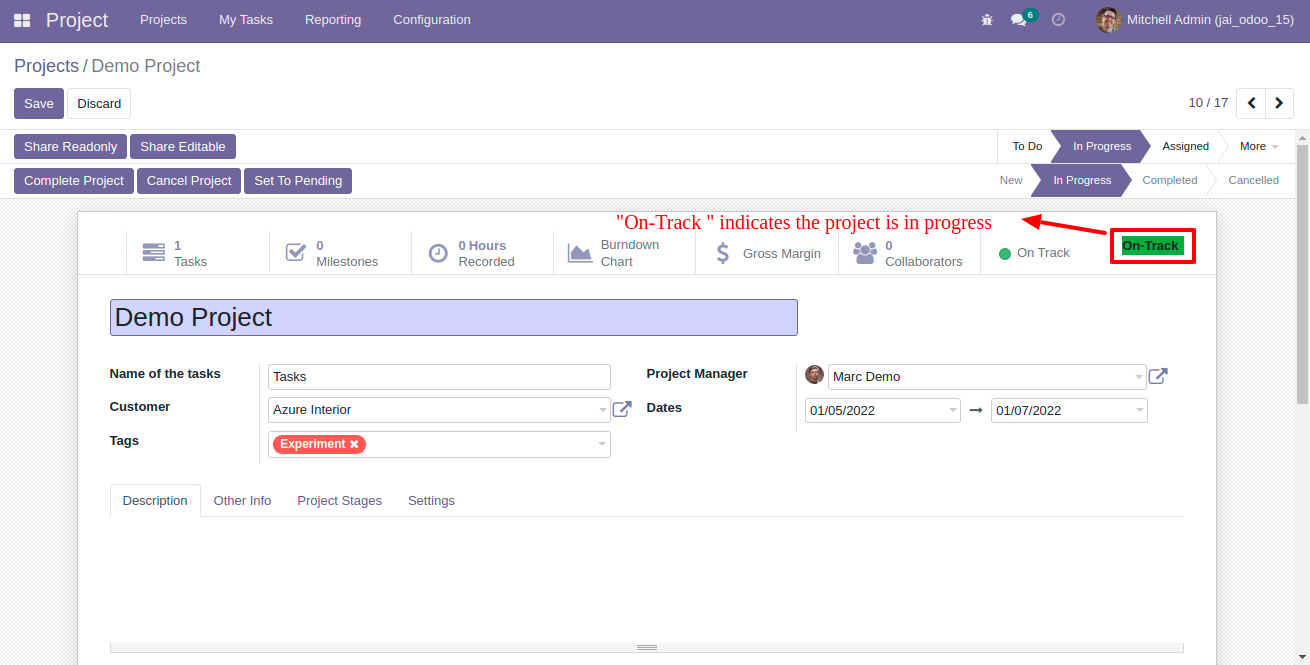 Project Projects My Tasks Reporting Configuration 6 Mitchell Admin (jai_odoo_15)
Projects / Demo Project
Save Discard 10 / 17
Share Readonly Share Editable To Do In Progress Assigned More
Complete Project Cancel Project Set To Pending New In Progress Completed Cancelled
"On-Track " indicates the project is in progress
1 Tasks
0 Milestones
0 Hours Recorded
Burndown Chart
Gross Margin
0 Collaborators
On Track
On-Track
Demo Project
Name of the tasks Tasks
Project Manager Marc Demo
Customer Azure Interior
Dates 01/05/2022 → 01/07/2022
Tags Experiment ✖
Description Other Info Project Stages Settings